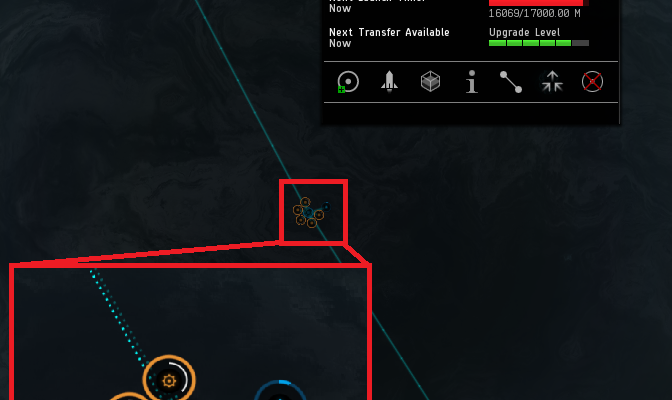 Now
16069/17000.00 M
Next Transfer Available
Upgrade Level
Now